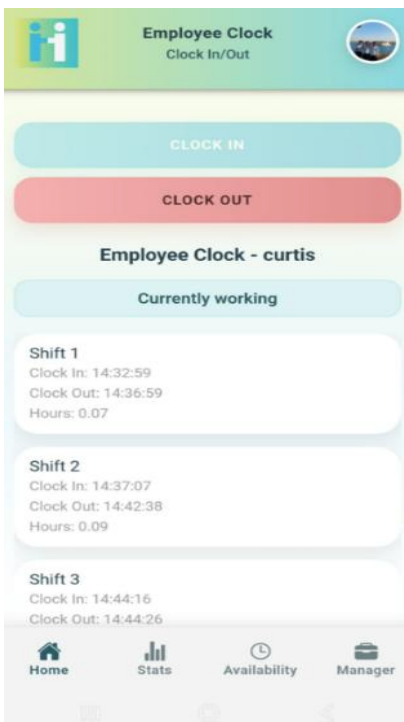 Employee Clock
Clock In/Out
CLOCK IN
CLOCK OUT
Employee Clock - curtis
Currently working
Shift 1
Clock In: 14:32:59
Clock Out: 14:36:59
Hours: 0.07
Shift 2
Clock In: 14:37:07
Clock Out: 14:42:38
Hours: 0.09
Shift 3
Clock In: 14:44:16
Clock Out: 14:44:26
Home Stats Availability Manager